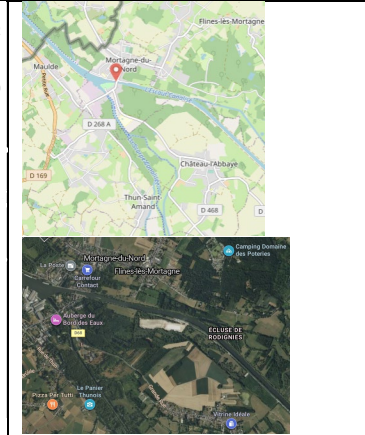 Flines-lès-Mortagne
Mortagne-du-
Nord
Maulde
D 268 A
Château-l'Abbaye
D 169
Thun-Saint-
Amand
D 468
D
Camping Domaine
des Poteries
Mortagne-du-Nord
La Poste
Flines-lès-Mortagne
Carrefour
Contact
Auberge du
Bord des Eaux
ÉCLUSE DE
RODIGNIES
Le Panier
Thunois
Pizza Per Tutti
Vitrine Idéale